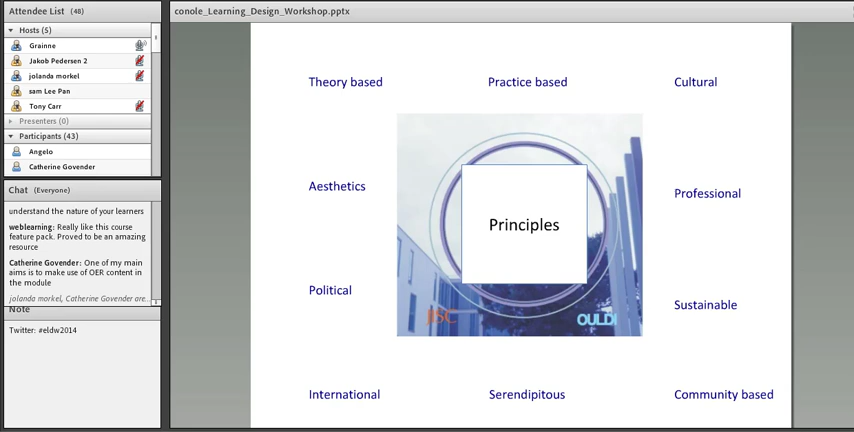 Attendee List (48)
Hosts (5)
Grainne
Jakob Pedersen 2
jolanda morkel
sam Lee Pan
Tony Carr
Presenters (0)
Participants (43)
Angelo
Catherine Govender
Chat (Everyone)
understand the nature of your learners
weblearning: Really like this course
feature pack. Proved to be an amazing
resource
Catherine Govender: One of my main
aims is to make use of OER content in
the module
jolanda morkel, Catherine Govender are...
Note
Twitter: #eldw2014
conole_Learning_Design_Workshop.pptx
Theory based
Practice based
Cultural
Aesthetics
Professional
Principles
Political
Sustainable
JISC
OULDI
International
Serendipitous
Community based